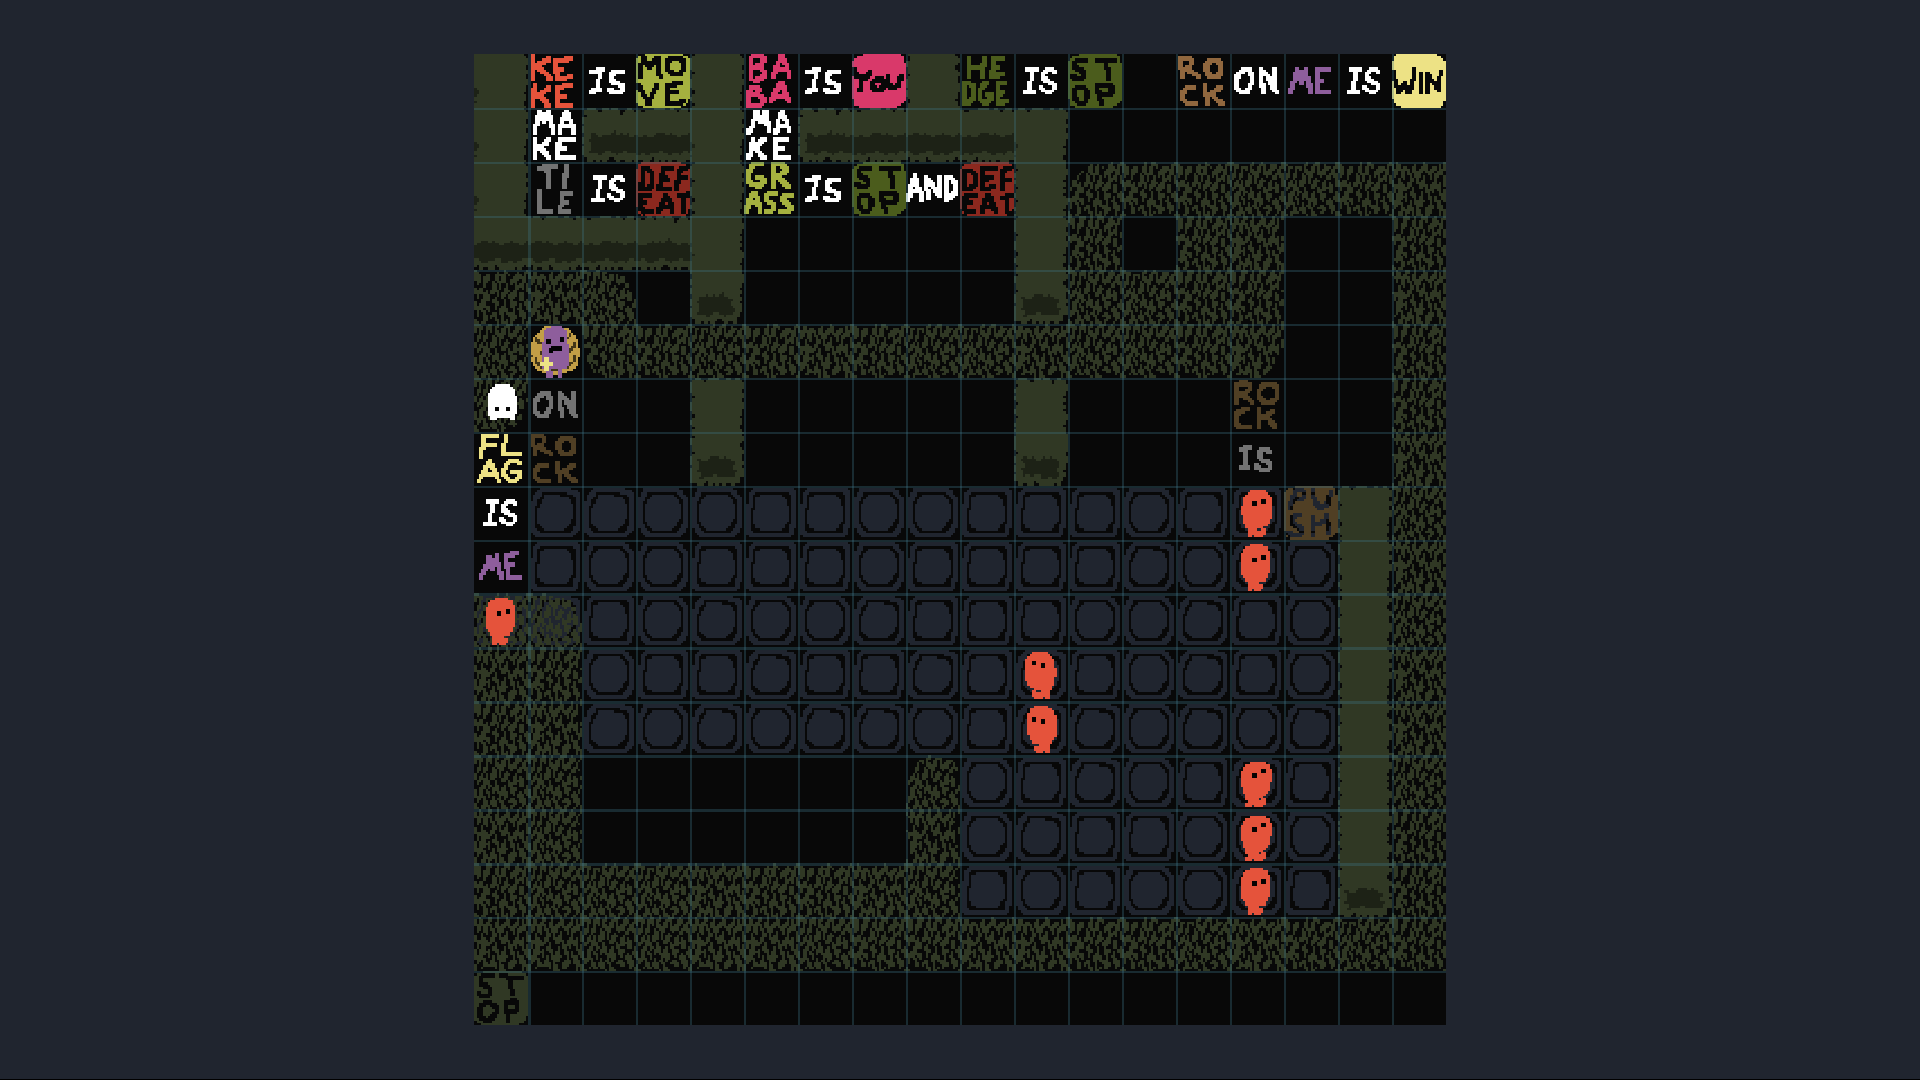 KEKE IS MOVE BABA IS YOU HEDGE IS STOP ROCK ON ME IS WIN
MAKE MAKE
TILE IS DEFEAT GRASS IS STOP AND DEFEAT
ON ROCK
FLAG ROCK IS
IS PUSH
ME
STOP